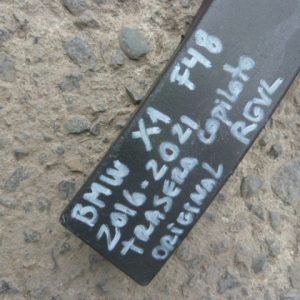 BMW X1 F48
2016-2021
TRASERA Copiloto
ORIGINAL RGVL